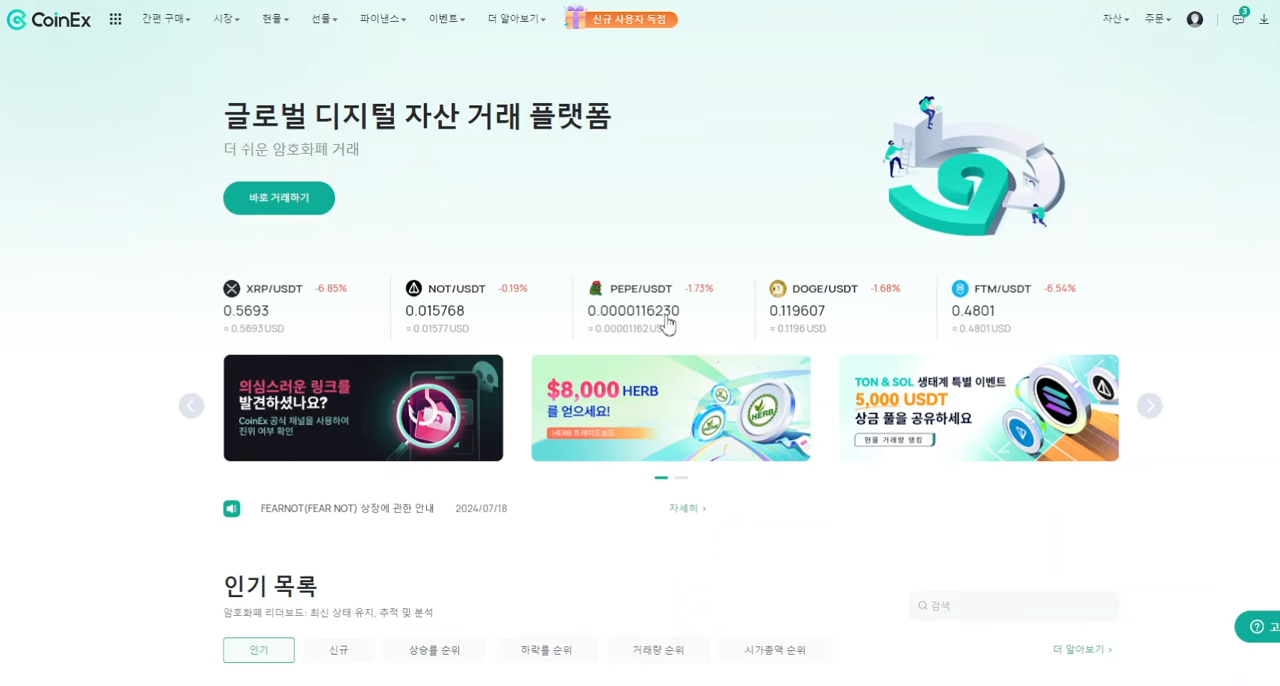 CoinEx
간편 구매
시장
현물
선물
파이낸스
이벤트
더 알아보기
신규 사용자 독점
자산
주문
3
글로벌 디지털 자산 거래 플랫폼
더 쉬운 암호화폐 거래
바로 거래하기
XRP/USDT -6.85%
0.5693
≈ 0.5693 USD
NOT/USDT -0.19%
0.015768
≈ 0.01577 USD
PEPE/USDT -1.73%
0.0000116230
≈ 0.00001162 USD
DOGE/USDT -1.68%
0.119607
≈ 0.1196 USD
FTM/USDT -6.54%
0.4801
≈ 0.4801 USD
의심스러운 링크를
발견하셨나요?
CoinEx 공식 채널을 사용하여
진위 여부 확인
$8,000 HERB
를 얻으세요!
HERB 트레이드보드
HERB
TON & SOL 생태계 특별 이벤트
5,000 USDT
상금 풀을 공유하세요
현물 거래량 랭킹
FEARNOT(FEAR NOT) 상장에 관한 안내 2024/07/18 자세히 >
인기 목록
암호화폐 리더보드: 최신 상태 유지, 추적 및 분석
검색
인기
신규
상승률 순위
하락률 순위
거래량 순위
시가총액 순위
더 알아보기 >
고